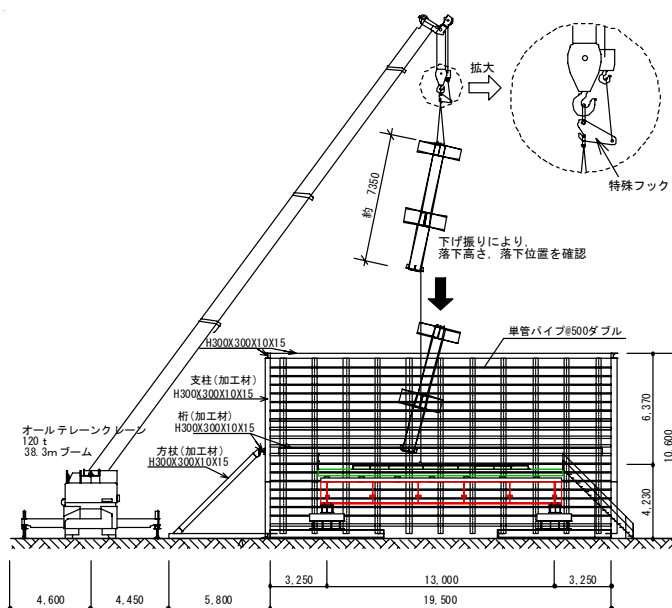 拡大
特殊フック
約 7350
下げ振りにより,
落下高さ, 落下位置を確認
単管パイプ@500ダブル
H300X300X10X15
支柱(加工材)
H300X300X10X15
桁(加工材)
H300X300X10X15
方杖(加工材)
H300X300X10X15
オールテレーンクレーン
120 t
38.3m ブーム
6,370
10,600
4,230
3,250
13,000
3,250
4,600
4,450
5,800
19,500